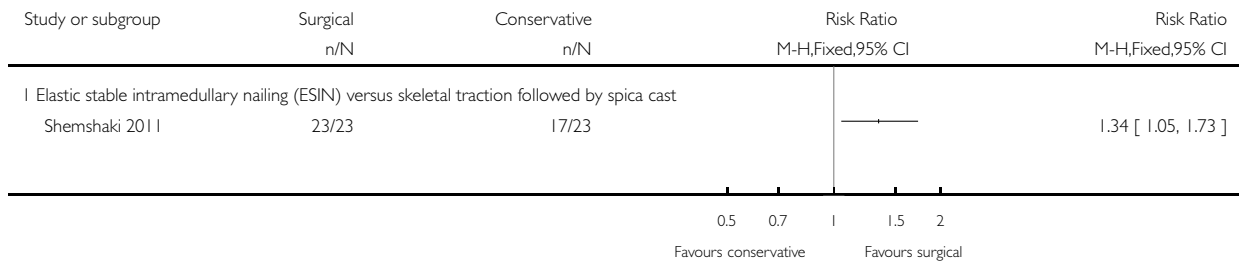 Study or subgroup Surgical Conservative Risk Ratio Risk Ratio
n/N n/N M-H,Fixed,95% CI M-H,Fixed,95% CI
1 Elastic stable intramedullary nailing (ESIN) versus skeletal traction followed by spica cast
Shemshaki 2011 23/23 17/23 1.34 [ 1.05, 1.73 ]
0.5 0.7 1 1.5 2
Favours conservative Favours surgical